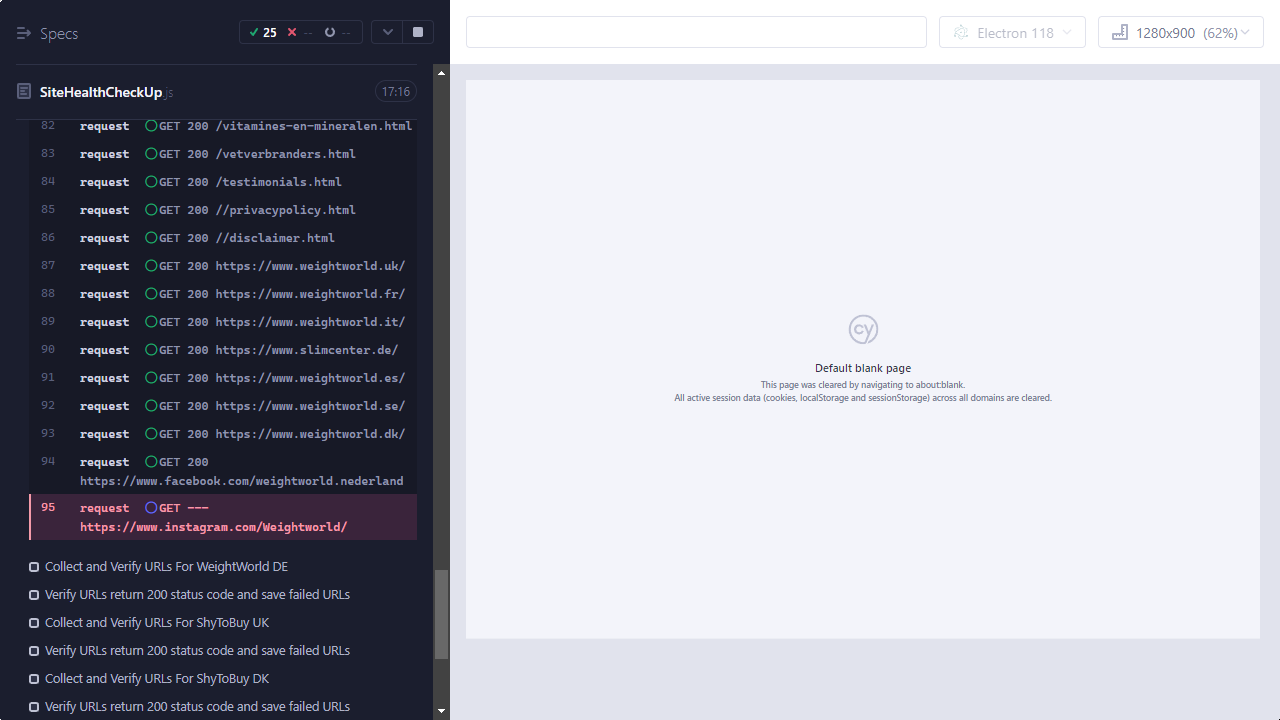 Specs
25 -- --
Electron 118
1280x900 (62%)
SiteHealthCheckUp.js
17:16
82 request GET 200 /vitamines-en-mineralen.html
83 request GET 200 /vetverbranders.html
84 request GET 200 /testimonials.html
85 request GET 200 //privacypolicy.html
86 request GET 200 //disclaimer.html
87 request GET 200 https://www.weightworld.uk/
88 request GET 200 https://www.weightworld.fr/
89 request GET 200 https://www.weightworld.it/
90 request GET 200 https://www.slimcenter.de/
91 request GET 200 https://www.weightworld.es/
92 request GET 200 https://www.weightworld.se/
93 request GET 200 https://www.weightworld.dk/
94 request GET 200
https://www.facebook.com/weightworld.nederland
95 request GET ---
https://www.instagram.com/Weightworld/
Collect and Verify URLs For WeightWorld DE
Verify URLs return 200 status code and save failed URLs
Collect and Verify URLs For ShyToBuy UK
Verify URLs return 200 status code and save failed URLs
Collect and Verify URLs For ShyToBuy DK
Verify URLs return 200 status code and save failed URLs
cy
Default blank page
This page was cleared by navigating to about:blank.
All active session data (cookies, localStorage and sessionStorage) across all domains are cleared.